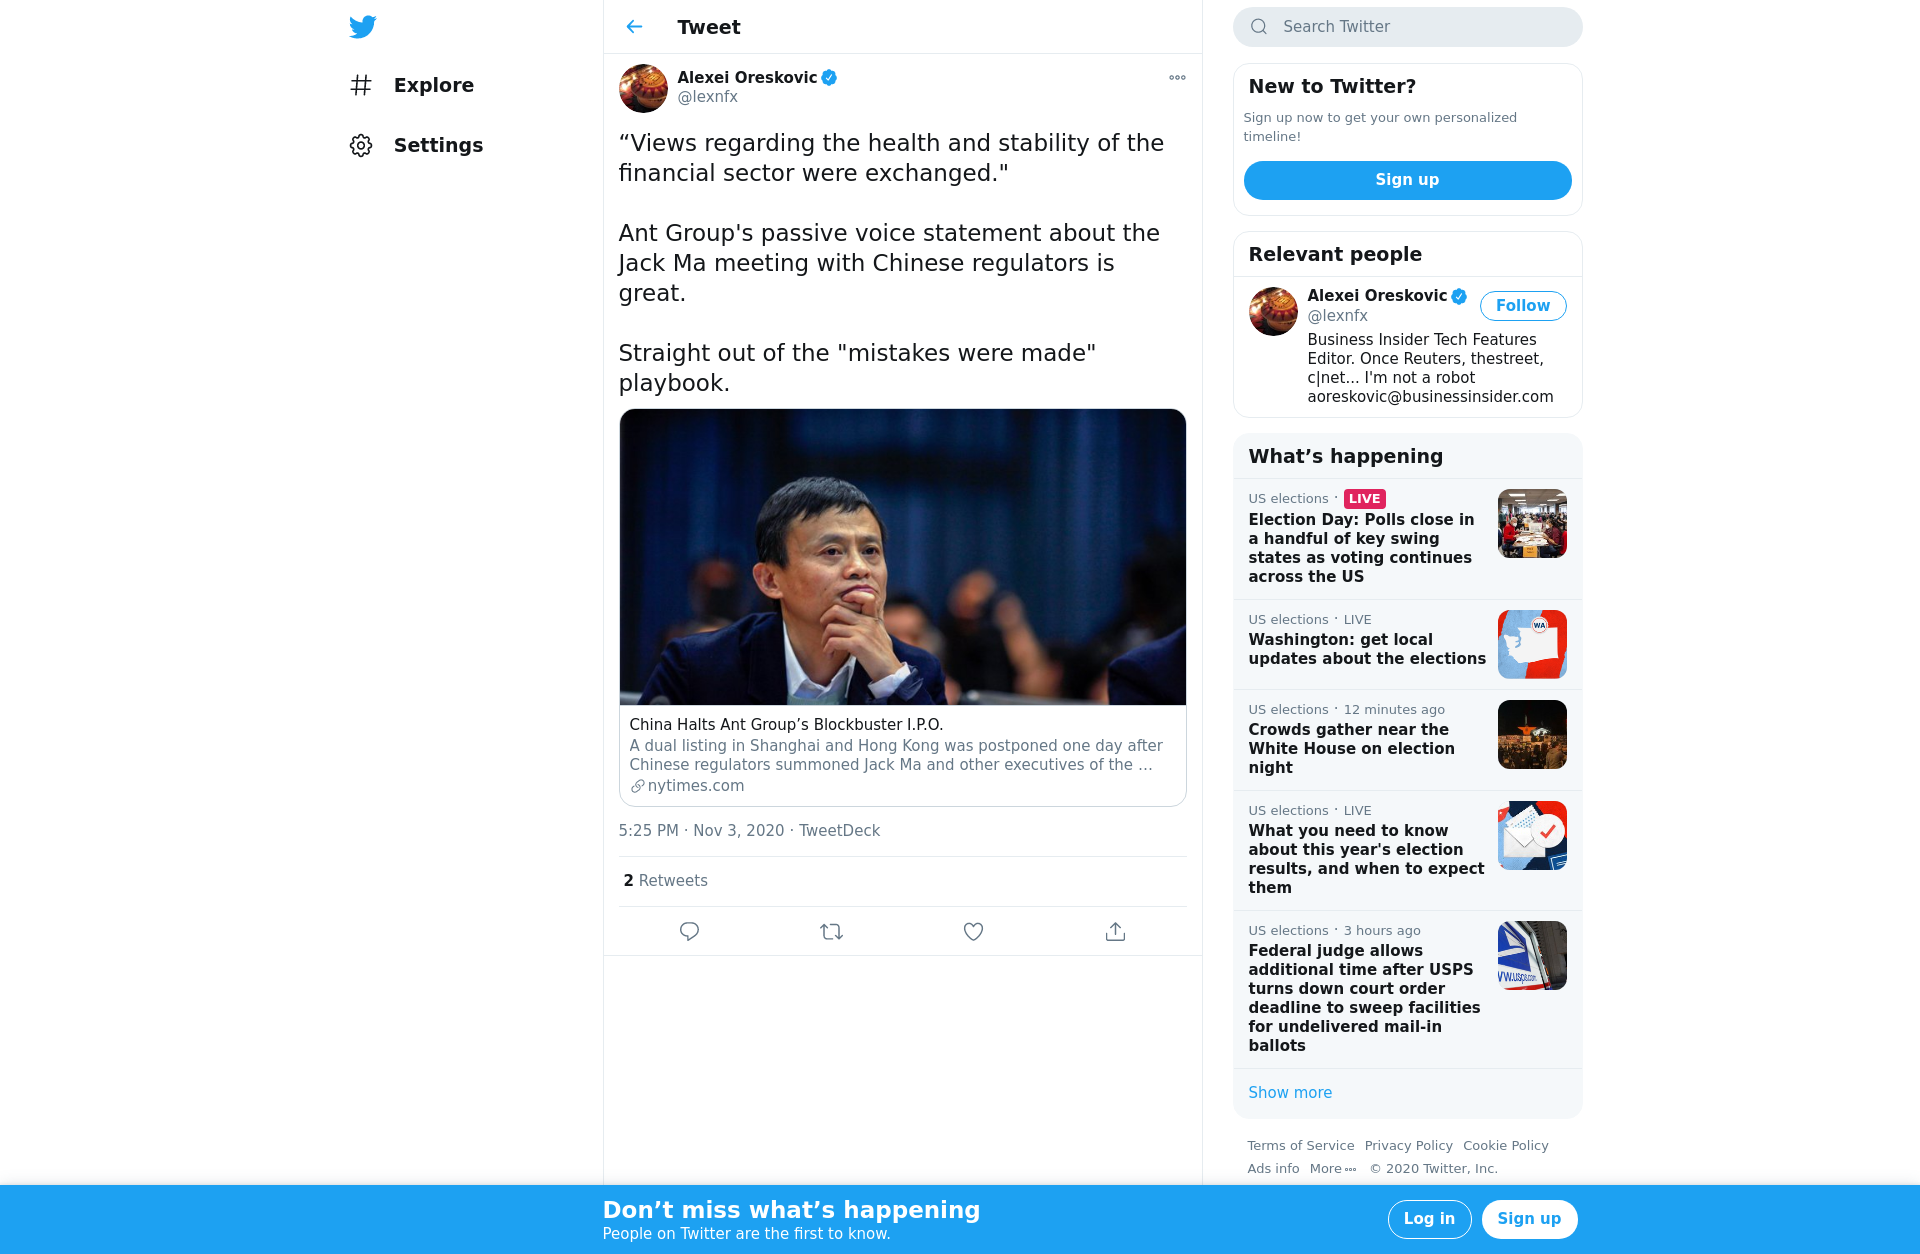 Explore
Settings
Tweet
Alexei Oreskovic
@lexnfx
“Views regarding the health and stability of the
financial sector were exchanged."
Ant Group's passive voice statement about the
Jack Ma meeting with Chinese regulators is
great.
Straight out of the "mistakes were made"
playbook.
China Halts Ant Group’s Blockbuster I.P.O.
A dual listing in Shanghai and Hong Kong was postponed one day after
Chinese regulators summoned Jack Ma and other executives of the …
nytimes.com
5:25 PM · Nov 3, 2020 · TweetDeck
2 Retweets
Search Twitter
New to Twitter?
Sign up now to get your own personalized
timeline!
Sign up
Relevant people
Alexei Oreskovic
@lexnfx
Follow
Business Insider Tech Features
Editor. Once Reuters, thestreet,
c|net... I'm not a robot
aoreskovic@businessinsider.com
What’s happening
US elections · LIVE
Election Day: Polls close in
a handful of key swing
states as voting continues
across the US
US elections · LIVE
Washington: get local
updates about the elections
WA
US elections · 12 minutes ago
Crowds gather near the
White House on election
night
US elections · LIVE
What you need to know
about this year's election
results, and when to expect
them
US elections · 3 hours ago
Federal judge allows
additional time after USPS
turns down court order
deadline to sweep facilities
for undelivered mail-in
ballots
Show more
Terms of Service Privacy Policy Cookie Policy
Ads info More © 2020 Twitter, Inc.
Don’t miss what’s happening
People on Twitter are the first to know.
Log in
Sign up